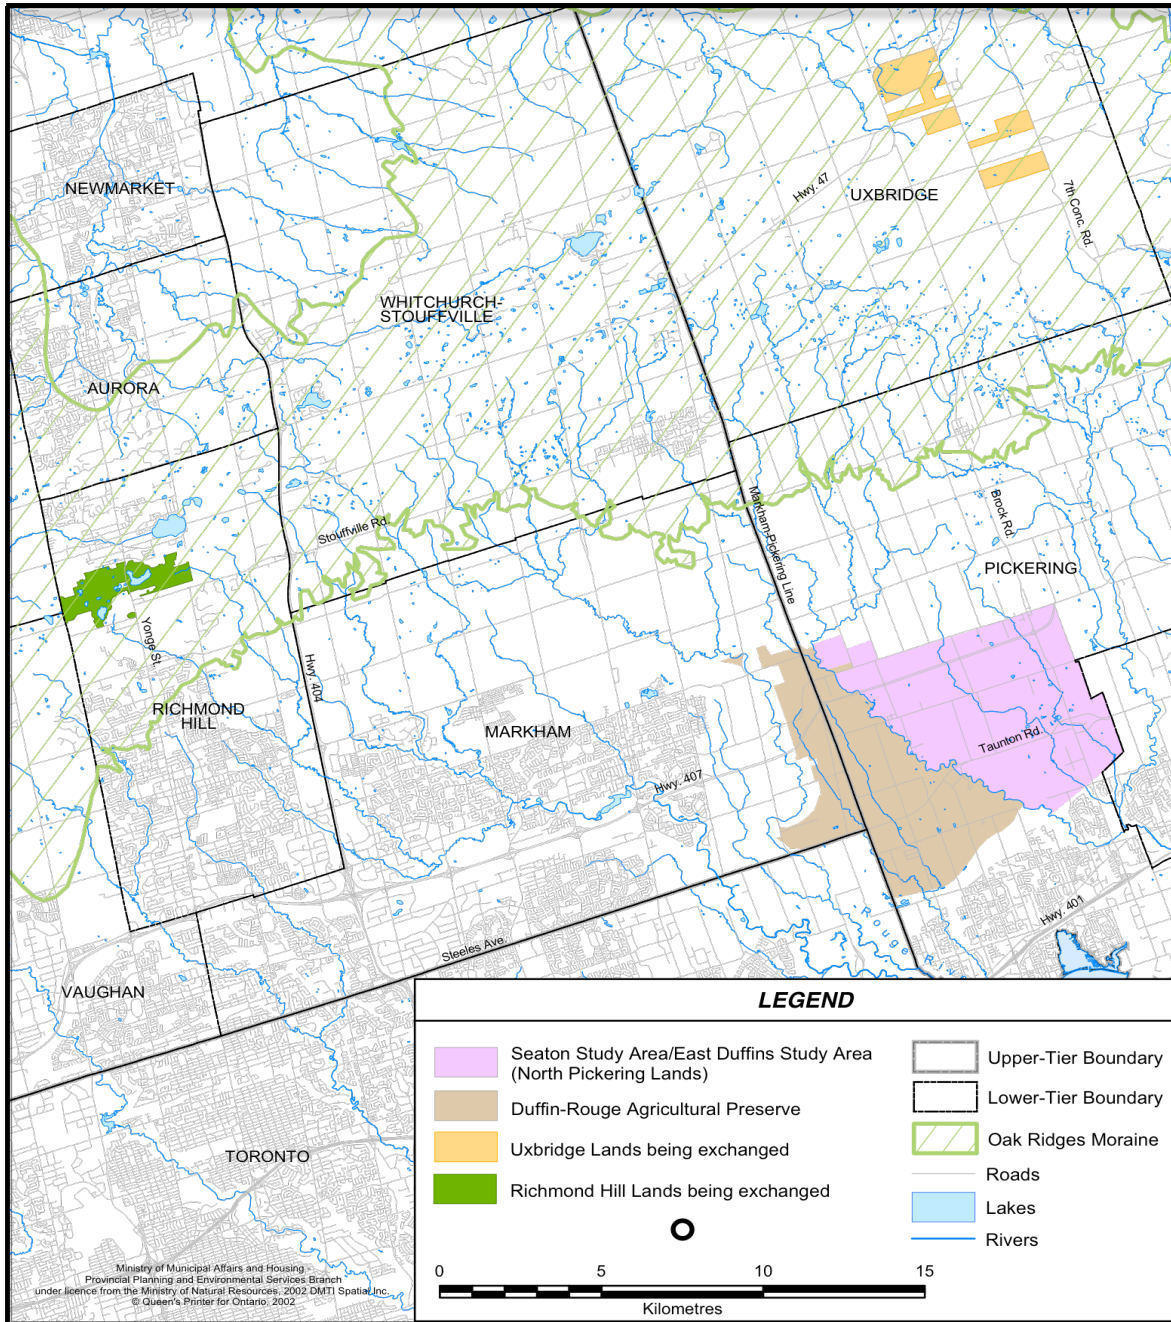 Hwy. 47
NEWMARKET
UXBRIDGE
7th Conc. Rd.
WHITCHURCH-
STOUFFVILLE
AURORA
Stouffville Rd.
Markham-Pickering Line
Brock Rd.
PICKERING
Yonge St.
Hwy. 404
RICHMOND
HILL
MARKHAM
Taunton Rd.
Hwy. 407
Rouge River
Hwy. 401
Steeles Ave.
VAUGHAN
TORONTO
LEGEND
Seaton Study Area/East Duffins Study Area
(North Pickering Lands)
Duffin-Rouge Agricultural Preserve
Uxbridge Lands being exchanged
Richmond Hill Lands being exchanged
Upper-Tier Boundary
Lower-Tier Boundary
Oak Ridges Moraine
Roads
Lakes
Rivers
0 5 10 15
Kilometres
Ministry of Municipal Affairs and Housing
Provincial Planning and Environmental Services Branch
under licence from the Ministry of Natural Resources, 2002 DMTI Spatial Inc.
© Queen's Printer for Ontario, 2002